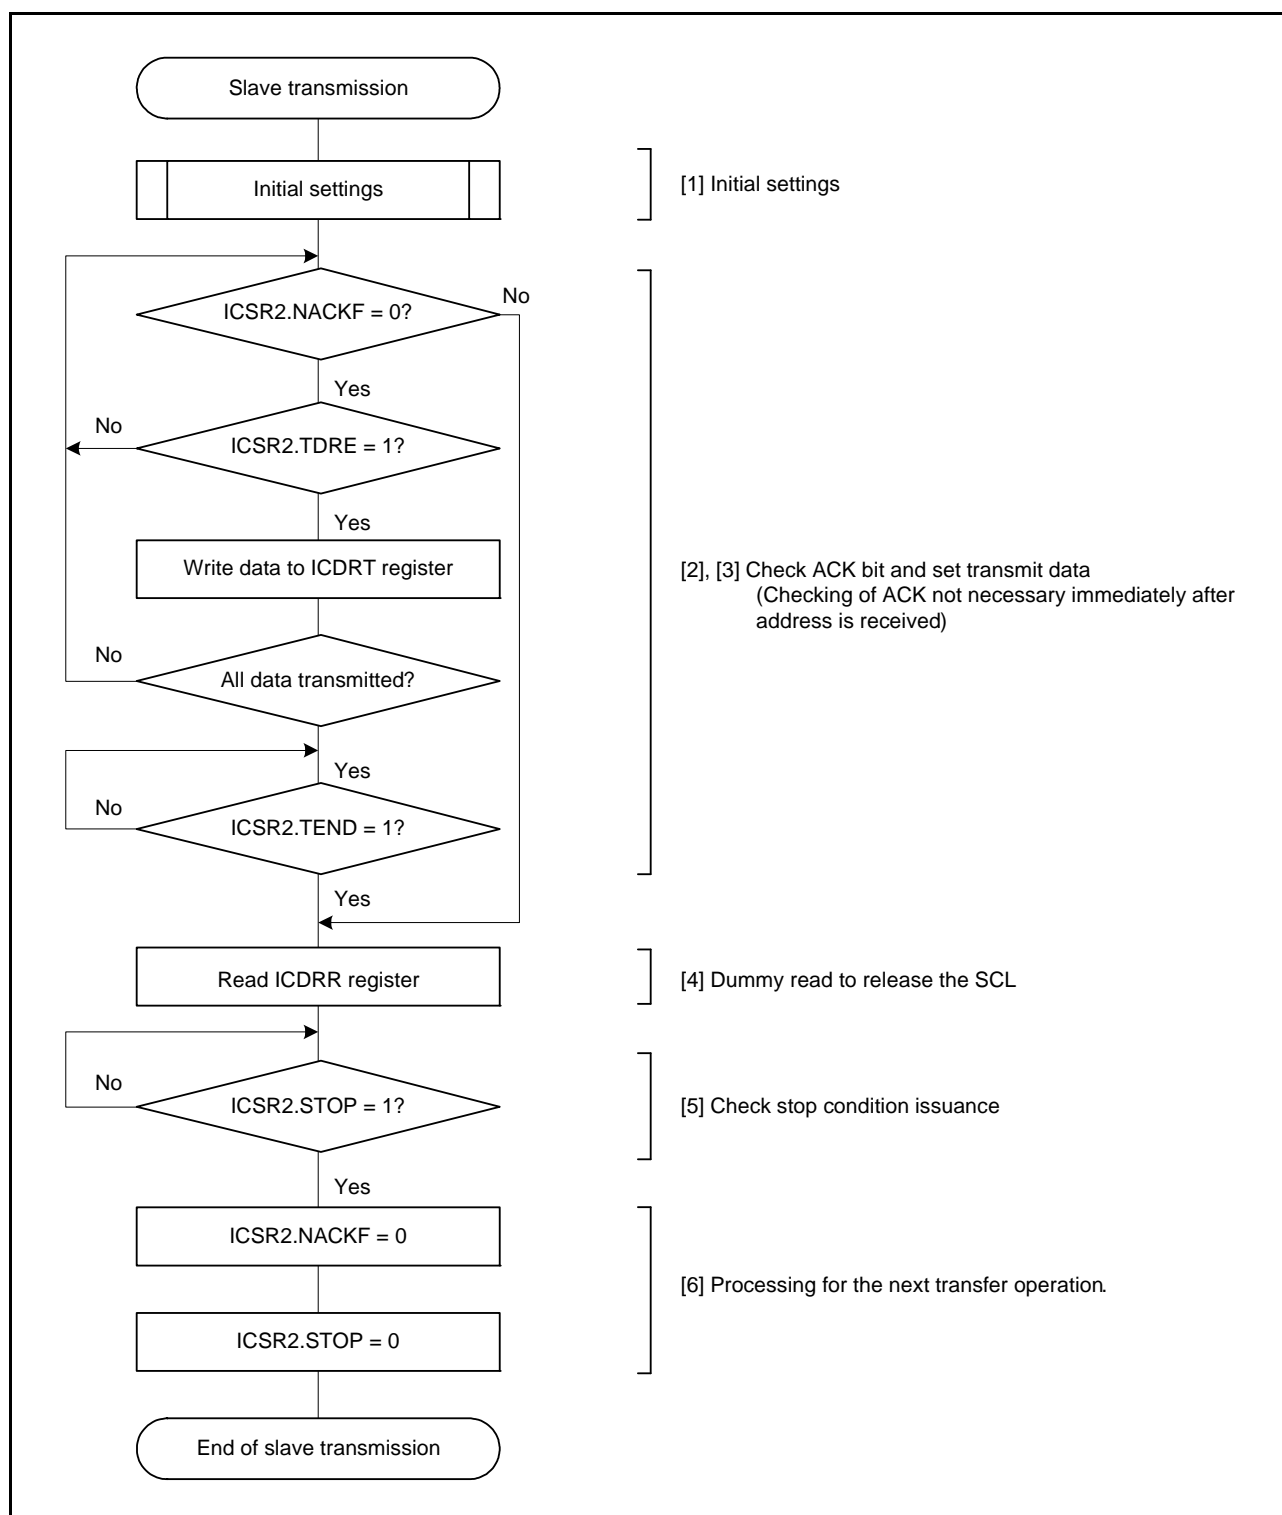 Slave transmission
Initial settings
[1] Initial settings
ICSR2.NACKF = 0?
No
Yes
No
ICSR2.TDRE = 1?
Yes
Write data to ICDRT register
[2], [3] Check ACK bit and set transmit data
(Checking of ACK not necessary immediately after
address is received)
No
All data transmitted?
Yes
No
ICSR2.TEND = 1?
Yes
Read ICDRR register
[4] Dummy read to release the SCL
No
ICSR2.STOP = 1?
[5] Check stop condition issuance
Yes
ICSR2.NACKF = 0
[6] Processing for the next transfer operation.
ICSR2.STOP = 0
End of slave transmission